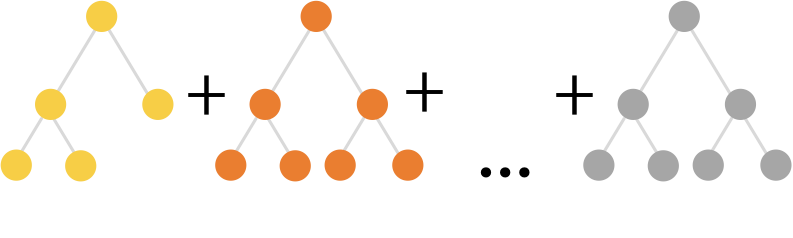 + + ... +